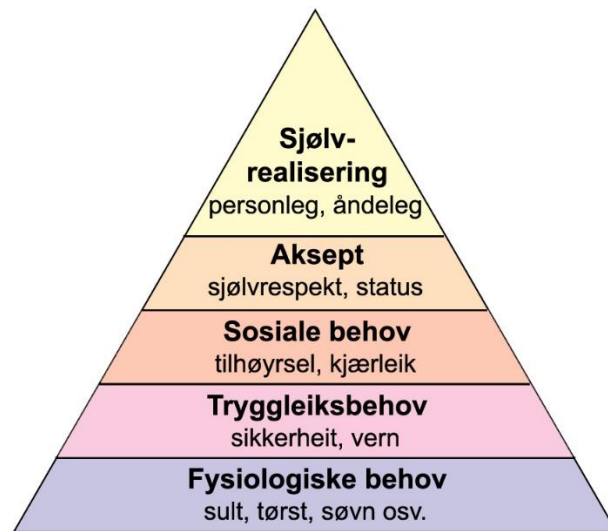 Sjølv-
realisering
personleg, åndeleg
Aksept
sjølvrespekt, status
Sosiale behov
tilhøyrsel, kjærleik
Tryggleiksbehov
sikkerheit, vern
Fysiologiske behov
sult, tørst, søvn osv.